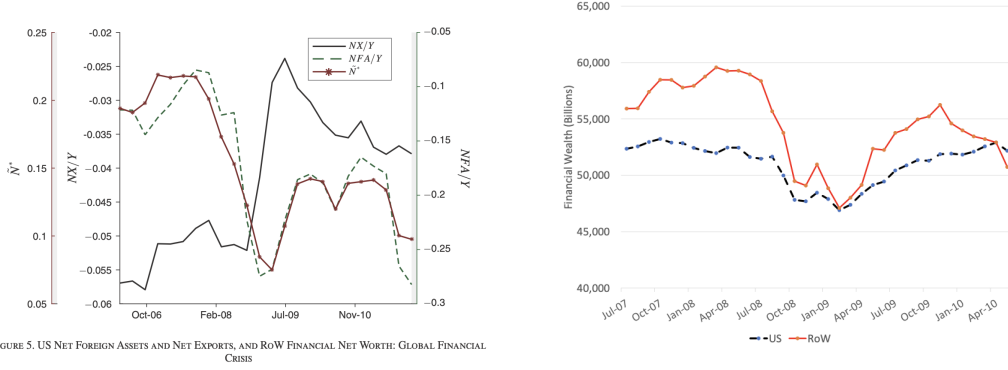 0.25
0.2
0.15
0.1
0.05
Ñ*
-0.02
-0.025
-0.03
-0.035
-0.04
-0.045
-0.05
-0.055
-0.06
NX/Y
NX/Y
NFA/Y
Ñ*
−0.05
−0.1
−0.15
−0.2
−0.25
−0.3
NFA/Y
Oct-06 Feb-08 Jul-09 Nov-10
GURE 5. US NET FOREIGN ASSETS AND NET EXPORTS, AND ROW FINANCIAL NET WORTH: GLOBAL FINANCIAL
CRISIS
65,000
60,000
55,000
50,000
45,000
40,000
Financial Wealth (Billions)
Jul-07 Oct-07 Jan-08 Apr-08 Jul-08 Oct-08 Jan-09 Apr-09 Jul-09 Oct-09 Jan-10 Apr-10
US RoW